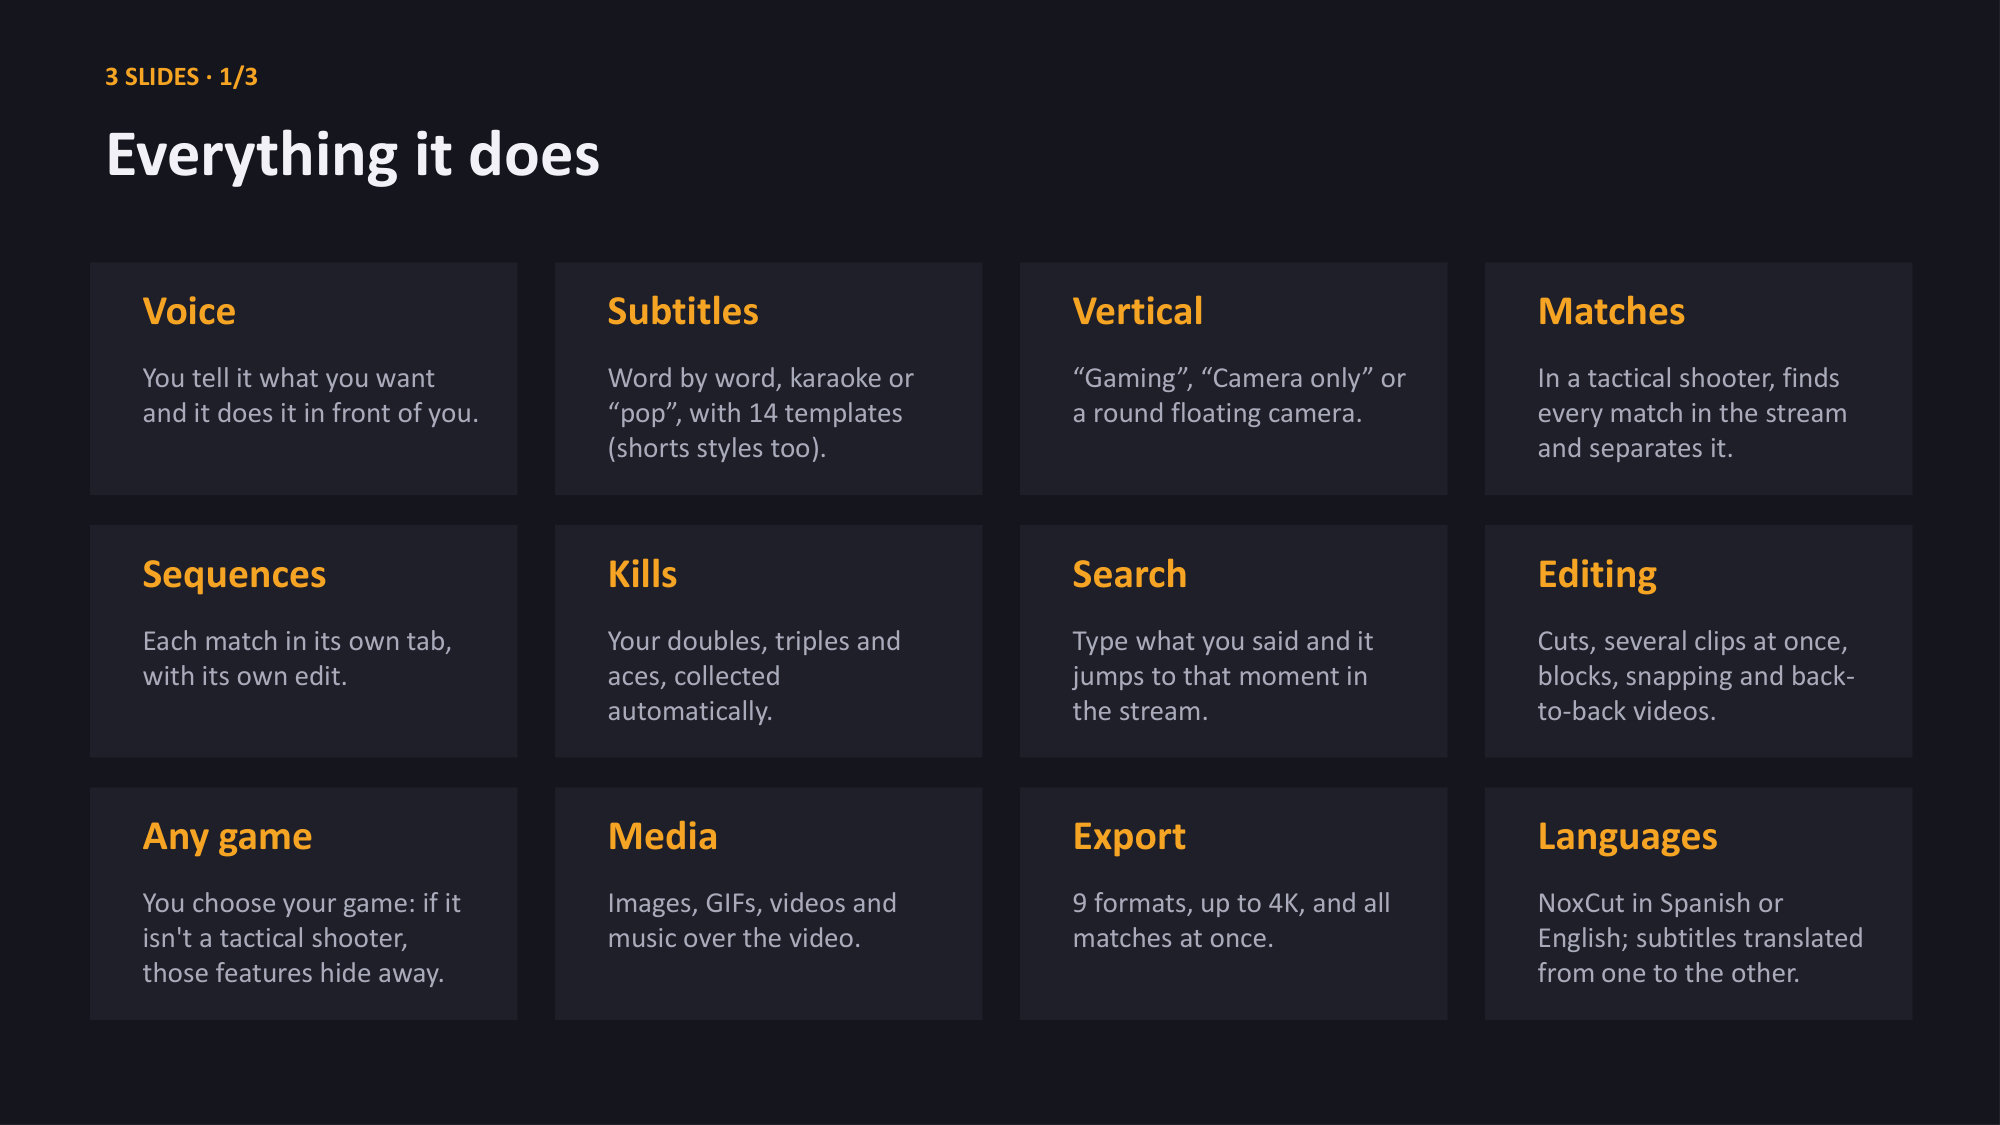 3 SLIDES · 1/3
Everything it does
Voice
You tell it what you want
and it does it in front of you.
Subtitles
Word by word, karaoke or
“pop”, with 14 templates
(shorts styles too).
Vertical
“Gaming”, “Camera only” or
a round floating camera.
Matches
In a tactical shooter, finds
every match in the stream
and separates it.
Sequences
Each match in its own tab,
with its own edit.
Kills
Your doubles, triples and
aces, collected
automatically.
Search
Type what you said and it
jumps to that moment in
the stream.
Editing
Cuts, several clips at once,
blocks, snapping and back-
to-back videos.
Any game
You choose your game: if it
isn't a tactical shooter,
those features hide away.
Media
Images, GIFs, videos and
music over the video.
Export
9 formats, up to 4K, and all
matches at once.
Languages
NoxCut in Spanish or
English; subtitles translated
from one to the other.